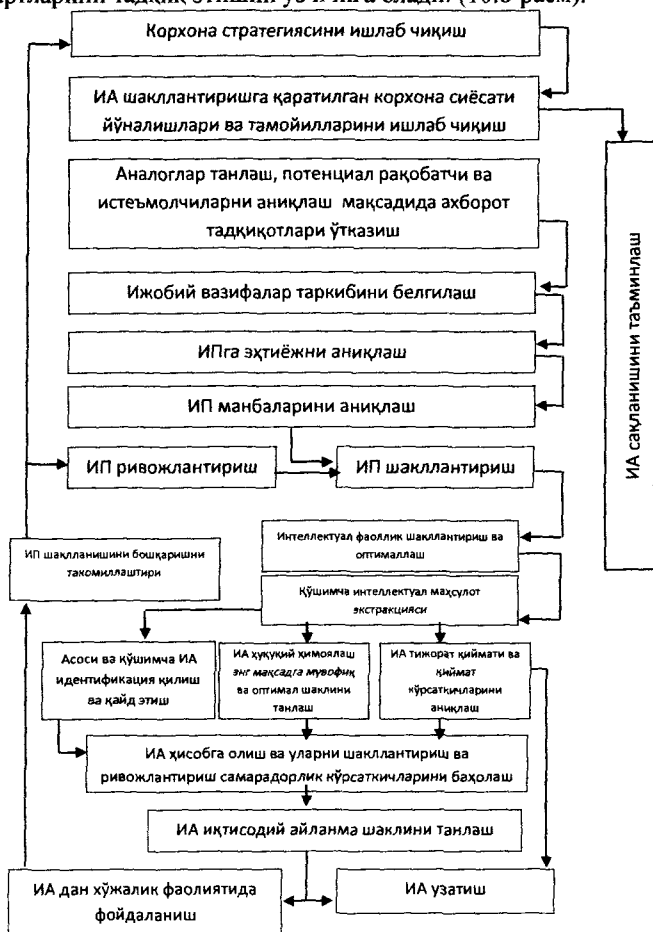 тадқиқ этишни ўз ичига олади. (10.6-расм).
Корхона стратегиясини ишлаб чиқиш
ИА шакллантиришга қаратилган корхона сиёсати
йўналишлари ва тамойилларини ишлаб чиқиш
Аналоглар танлаш, потенциал рақобатчи ва
истеъмолчиларни аниқлаш мақсадида ахборот
тадқиқотлари ўтказиш
ИА сақланишини таъминлаш
Ижобий вазифалар таркибини белгилаш
ИПга эҳтиёжни аниқлаш
ИП манбаларини аниқлаш
ИП ривожлантириш
ИП шакллантириш
Интеллектуал фаоллик шакллантириш ва
оптималлаш
ИП шаклланишини бошқаришни
такомиллаштири
Қўшимча интеллектуал маҳсулот
экстракцияси
Асоси ва қўшимча ИА
идентификация қилиш
ва қайд этиш
ИА ҳуқуқий ҳимоялаш
энг мақсадга мувофиқ
ва оптимал шаклини
танлаш
ИА тижорат қиймати ва
қиймат
кўрсаткичларини
аниқлаш
ИА ҳисобга олиш ва уларни шакллантириш ва
ривожлантириш самарадорлик кўрсаткичларини баҳолаш
ИА иқтисодий айланма шаклини танлаш
ИА дан хўжалик фаолиятида
фойдаланиш
ИА узатиш